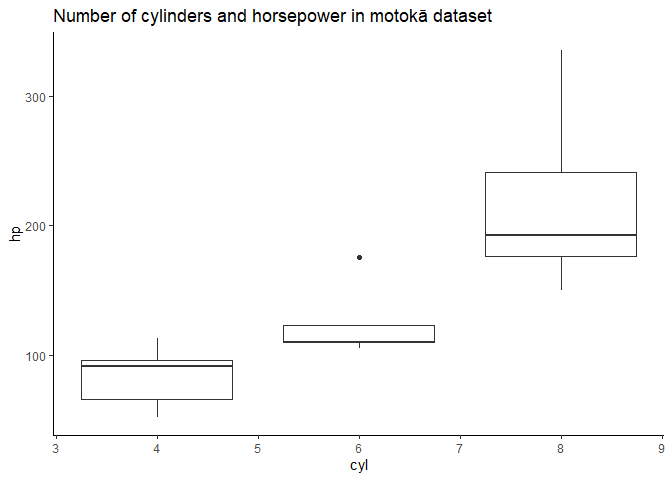 Number of cylinders and horsepower in motokā dataset
300
200
100
hp
3 4 5 6 7 8 9
cyl